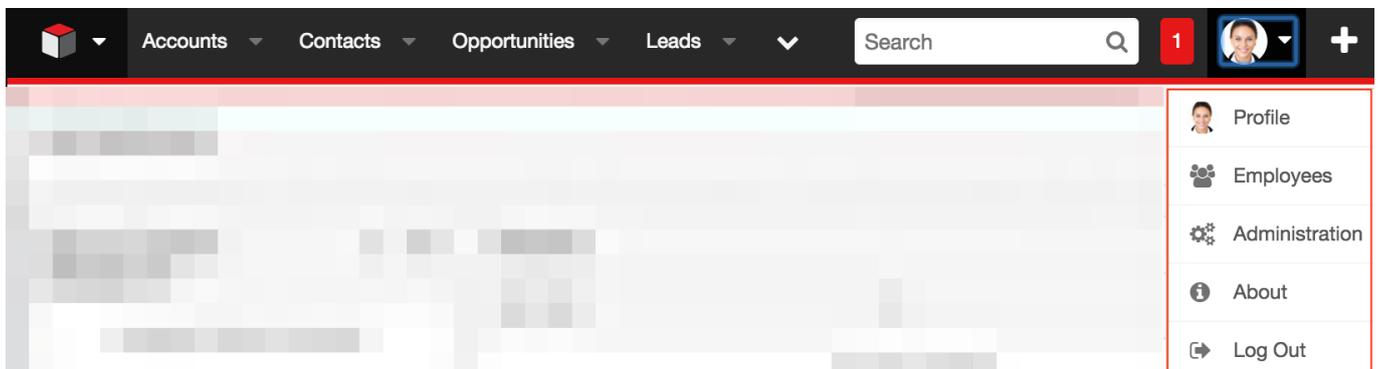 Accounts Contacts Opportunities Leads Search 1
Profile
Employees
Administration
About
Log Out